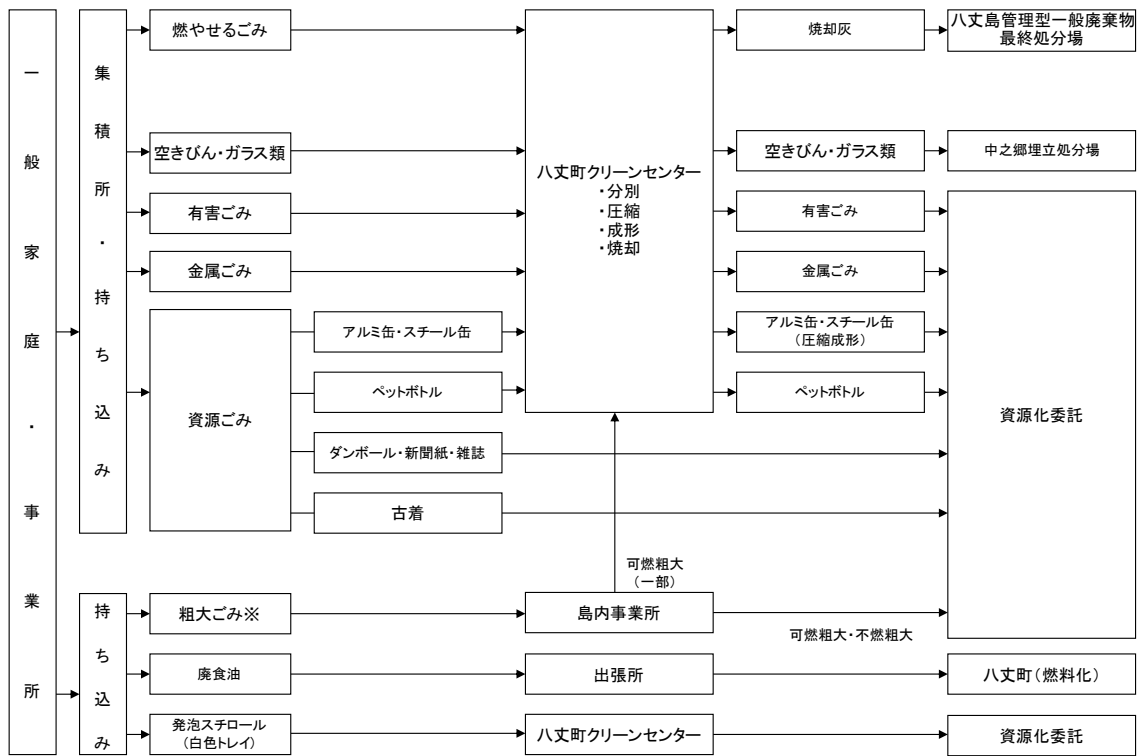 一般家庭・事業所
集積所・持ち込み
持ち込み
燃やせるごみ
空きびん・ガラス類
有害ごみ
金属ごみ
資源ごみ
アルミ缶・スチール缶
ペットボトル
ダンボール・新聞紙・雑誌
古着
粗大ごみ※
廃食油
発泡スチロール
(白色トレイ)
八丈町クリーンセンター
・分別
・圧縮
・成形
・焼却
可燃粗大
(一部)
島内事業所
出張所
八丈町クリーンセンター
焼却灰
空きびん・ガラス類
有害ごみ
金属ごみ
アルミ缶・スチール缶
(圧縮成形)
ペットボトル
可燃粗大・不燃粗大
八丈島管理型一般廃棄物
最終処分場
中之郷埋立処分場
資源化委託
八丈町(燃料化)
資源化委託